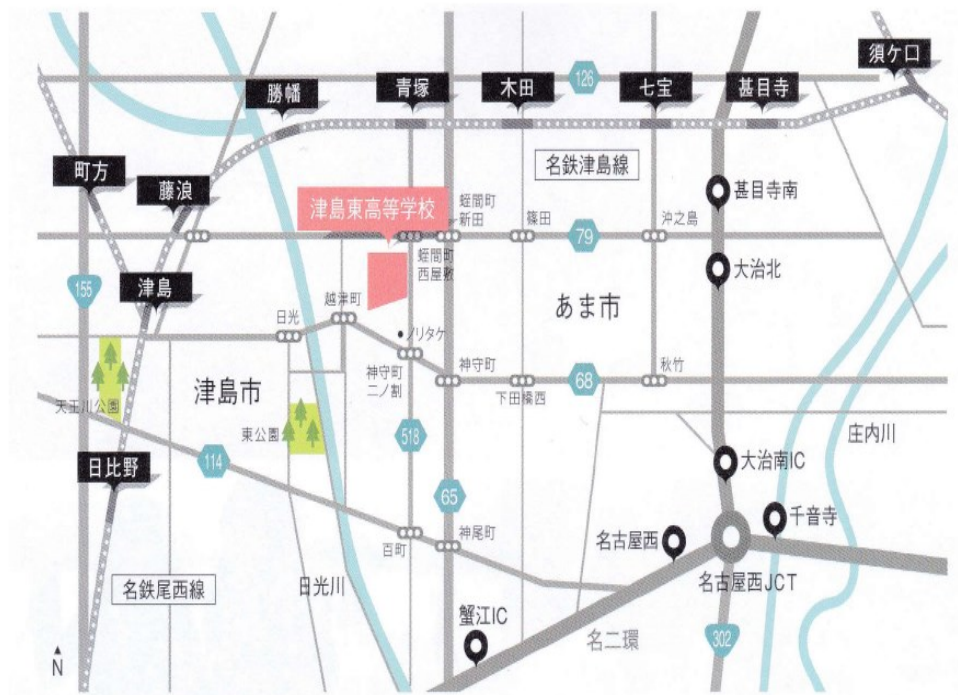 須ケ口
126
勝幡
青塚
木田
七宝
甚目寺
町方
藤浪
名鉄津島線
甚目寺南
津島東高等学校
蛭間町
新田
篠田
79
沖之島
蛭間町
西屋敷
大治北
155
津島
越津町
あま市
日光
ノリタケ
神守町
二ノ割
神守町
68
秋竹
下田橋西
津島市
天王川公園
東公園
518
庄内川
日比野
114
大治南IC
65
千音寺
神尾町
名古屋西
百町
名鉄尾西線
日光川
名古屋西JCT
蟹江IC
名二環
302
N